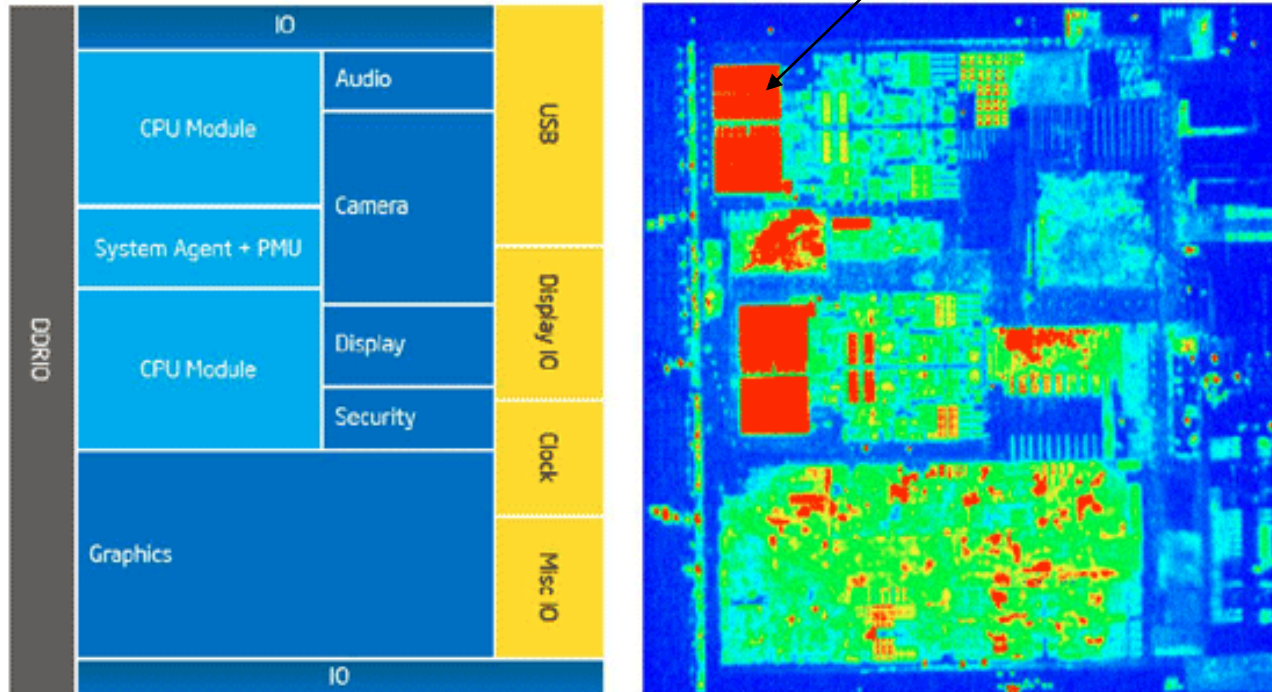 IO
DDRIO
CPU Module
System Agent + PMU
CPU Module
Audio
Camera
Display
Security
Graphics
USB
Display IO
Clock
Misc IO
IO